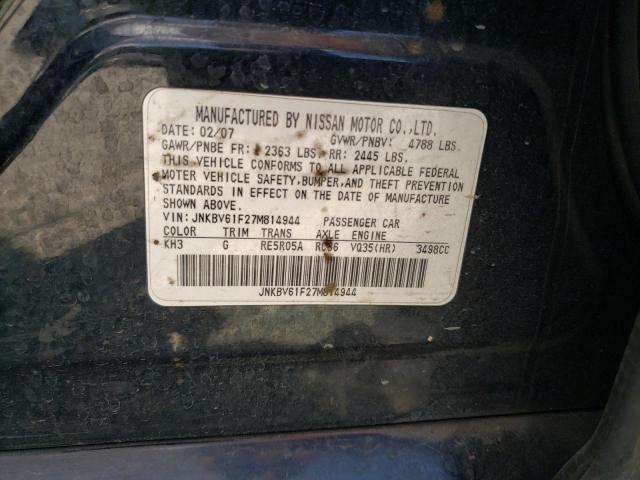 MANUFACTURED BY NISSAN MOTOR CO.,LTD.
DATE: 02/07 GVWR/PNBV: 4788 LBS.
GAWR/PNBE FR: 2363 LBS. RR: 2445 LBS.
THIS VEHICLE CONFORMS TO ALL APPLICABLE FEDERAL
MOTER VEHICLE SAFETY, BUMPER, AND THEFT PREVENTION
STANDARDS IN EFFECT ON THE DATE OF MANUFACTURE
SHOWN ABOVE.
VIN: JNKBV61F27M814944 PASSENGER CAR
COLOR TRIM TRANS AXLE ENGINE
KH3 G RE5R05A VQ35(HR) 3498CC
JNKBV61F27M814944